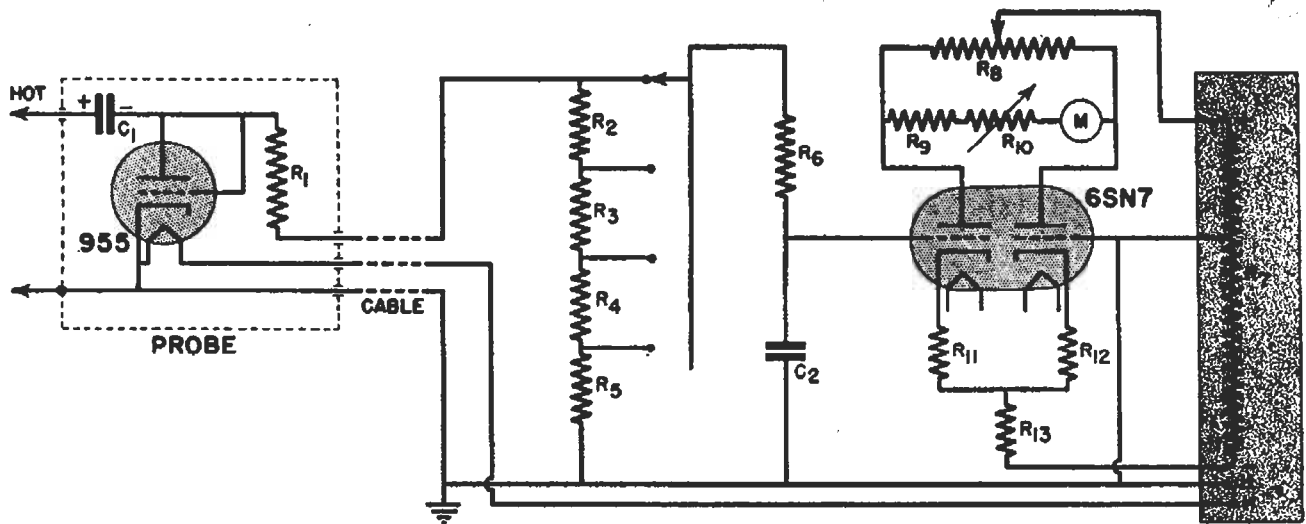 HOT
+
-
C1
R1
955
CABLE
PROBE
R2
R3
R4
R5
R6
C2
R8
R9
R10
M
6SN7
R11
R12
R13